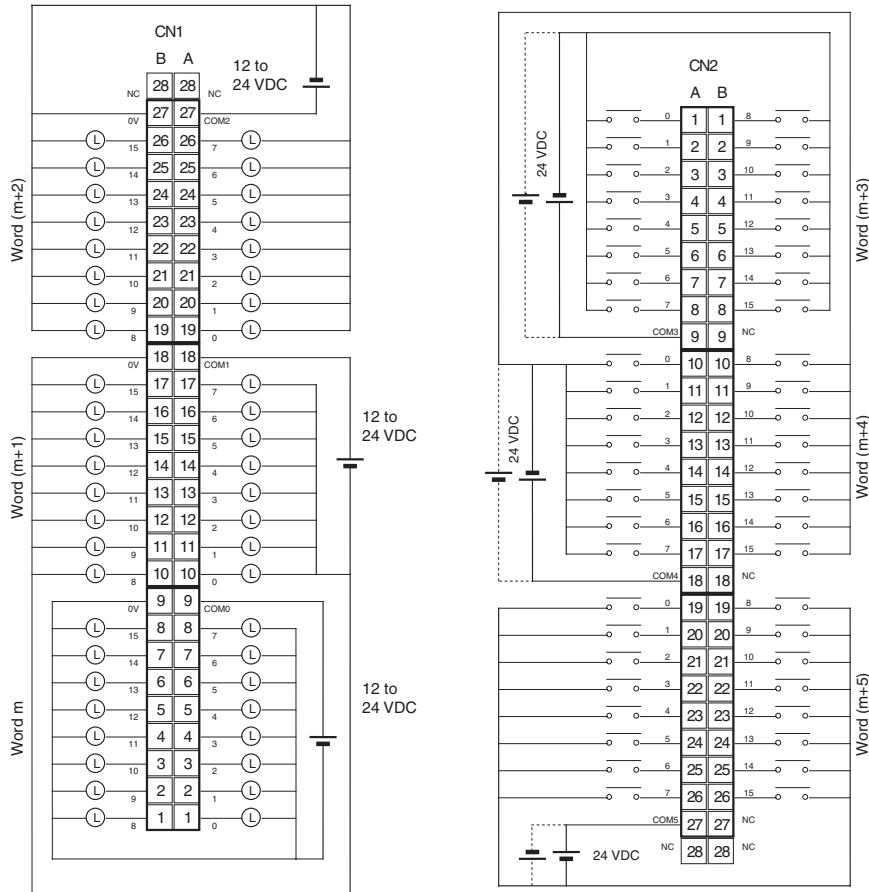 CN1
B A
12 to
24 VDC
NC 28 28 NC
0V 27 27 COM2
L 15 26 26 7 L
L 14 25 25 6 L
L 13 24 24 5 L
L 12 23 23 4 L
L 11 22 22 3 L
L 10 21 21 2 L
L 9 20 20 1 L
L 8 19 19 0 L
Word (m+2)
0V 18 18 COM1
L 15 17 17 7 L
L 14 16 16 6 L
L 13 15 15 5 L
L 12 14 14 4 L
L 11 13 13 3 L
L 10 12 12 2 L
L 9 11 11 1 L
L 8 10 10 0 L
Word (m+1)
12 to
24 VDC
0V 9 9 COM0
L 15 8 8 7 L
L 14 7 7 6 L
L 13 6 6 5 L
L 12 5 5 4 L
L 11 4 4 3 L
L 10 3 3 2 L
L 9 2 2 1 L
L 8 1 1 0 L
Word m
12 to
24 VDC
CN2
A B
0 1 1 8
1 2 2 9
2 3 3 10
3 4 4 11
4 5 5 12
5 6 6 13
6 7 7 14
7 8 8 15
COM3 9 9 NC
24 VDC
Word (m+3)
0 10 10 8
1 11 11 9
2 12 12 10
3 13 13 11
4 14 14 12
5 15 15 13
6 16 16 14
7 17 17 15
COM4 18 18 NC
24 VDC
Word (m+4)
0 19 19 8
1 20 20 9
2 21 21 10
3 22 22 11
4 23 23 12
5 24 24 13
6 25 25 14
7 26 26 15
COM5 27 27 NC
NC 28 28 NC
24 VDC
Word (m+5)